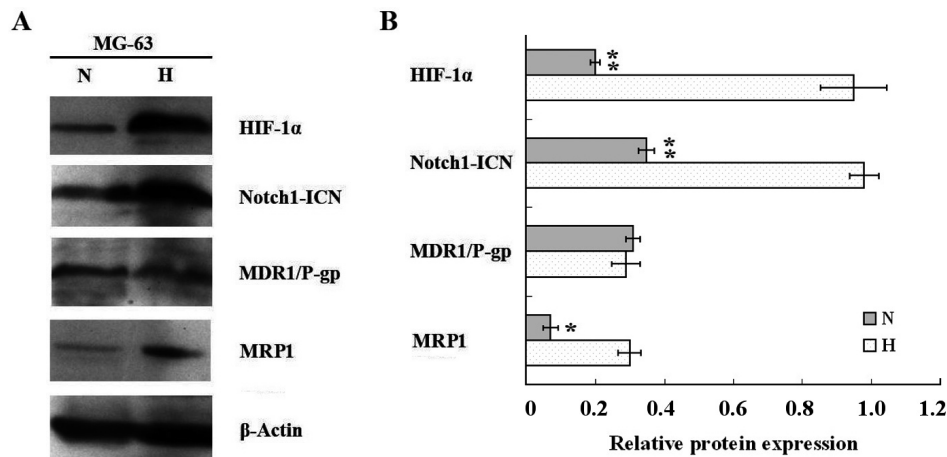 A
MG-63
N H
HIF-1α
Notch1-ICN
MDR1/P-gp
MRP1
β-Actin
B
HIF-1α
**
Notch1-ICN
**
MDR1/P-gp
MRP1
*
N
H
0 0.2 0.4 0.6 0.8 1.0 1.2
Relative protein expression